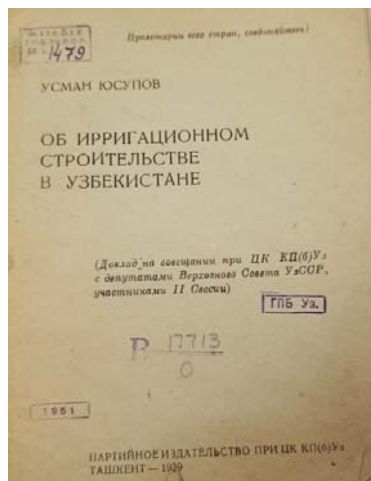 1479
Пролетарии всех стран, соединяйтесь!
УСМАН ЮСУПОВ
ОБ ИРРИГАЦИОННОМ
СТРОИТЕЛЬСТВЕ
В УЗБЕКИСТАНЕ
(Доклад на совещании при ЦК КП(б)Уз
с депутатами Верховного Совета УзССР,
участниками II Сессии)
ГПБ Уз.
В 17713
О
1951
ПАРТИЙНОЕ ИЗДАТЕЛЬСТВО ПРИ ЦК КП(б)Уз
ТАШКЕНТ — 1939